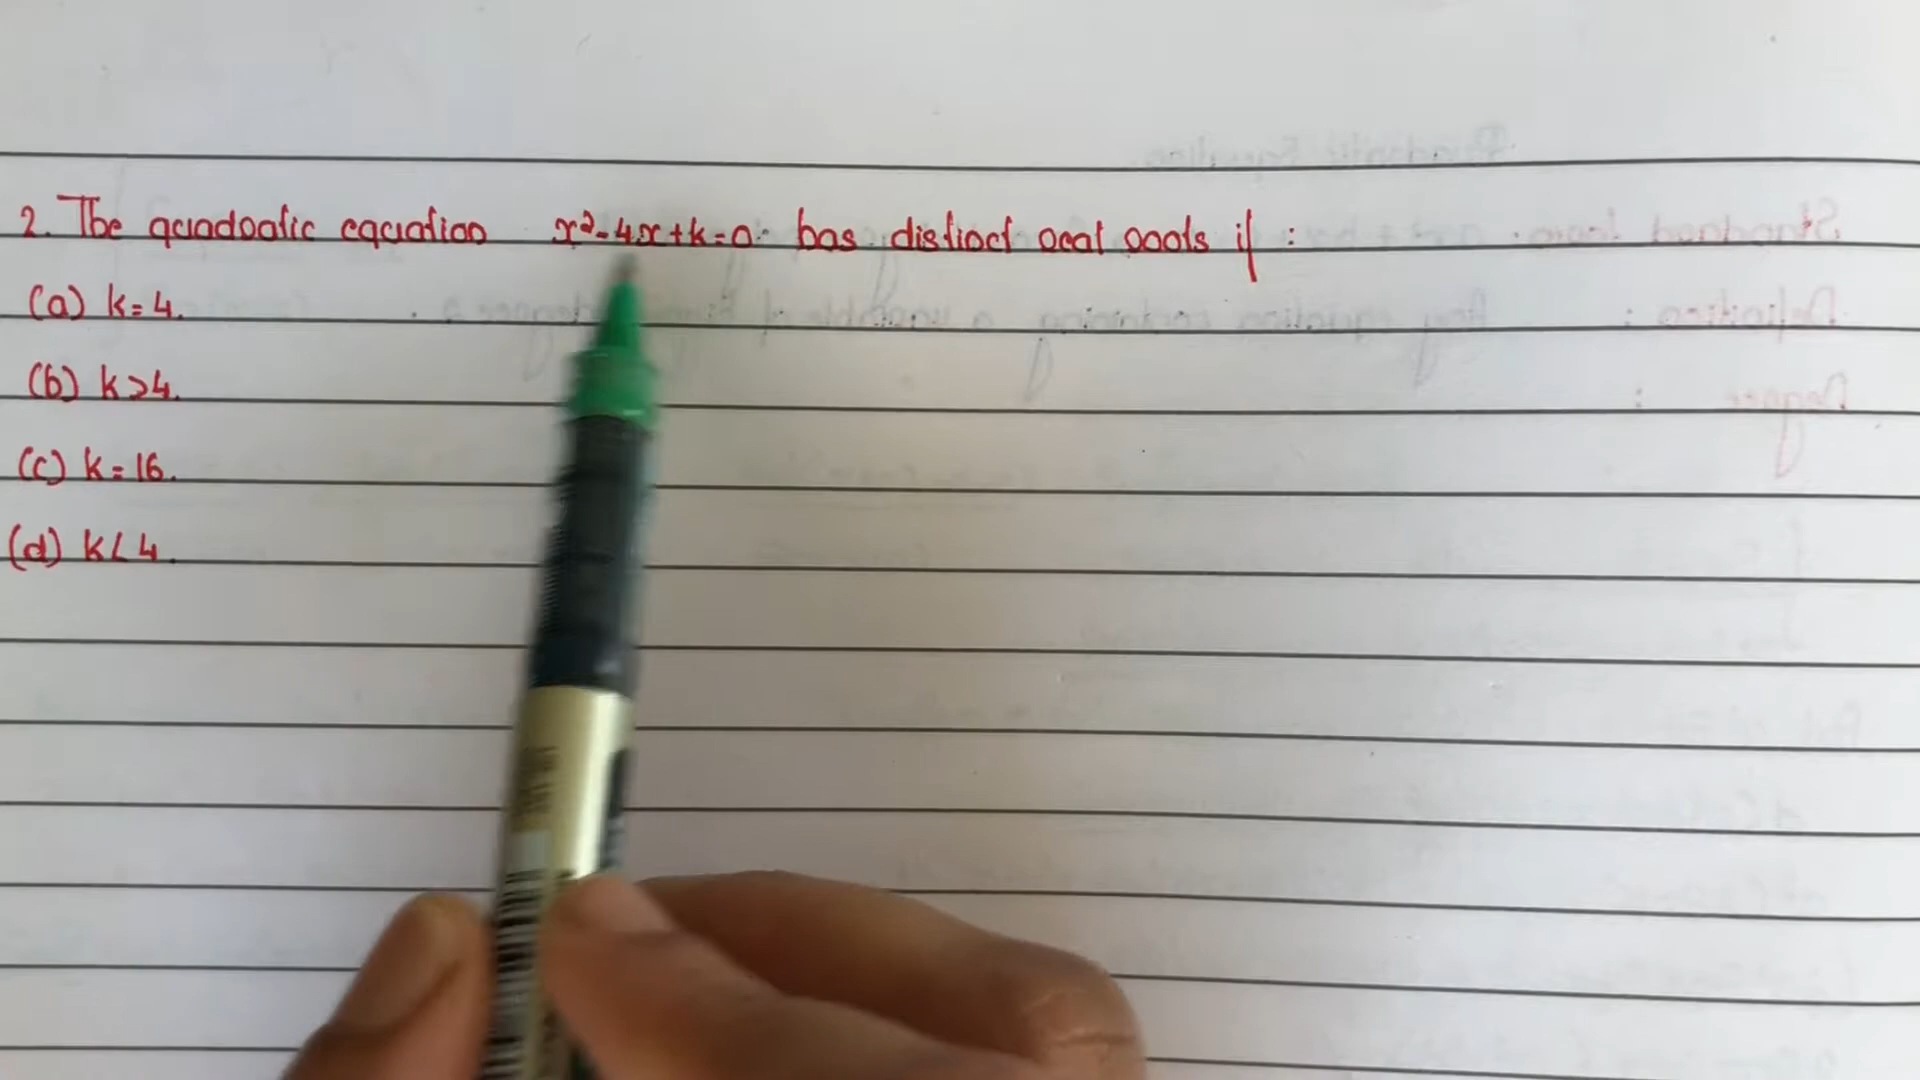 2. The quadratic equation x²-4x+k=0 has distinct real roots if :
(a) k=4.
(b) k>4.
(c) k=16.
(d) k<4.